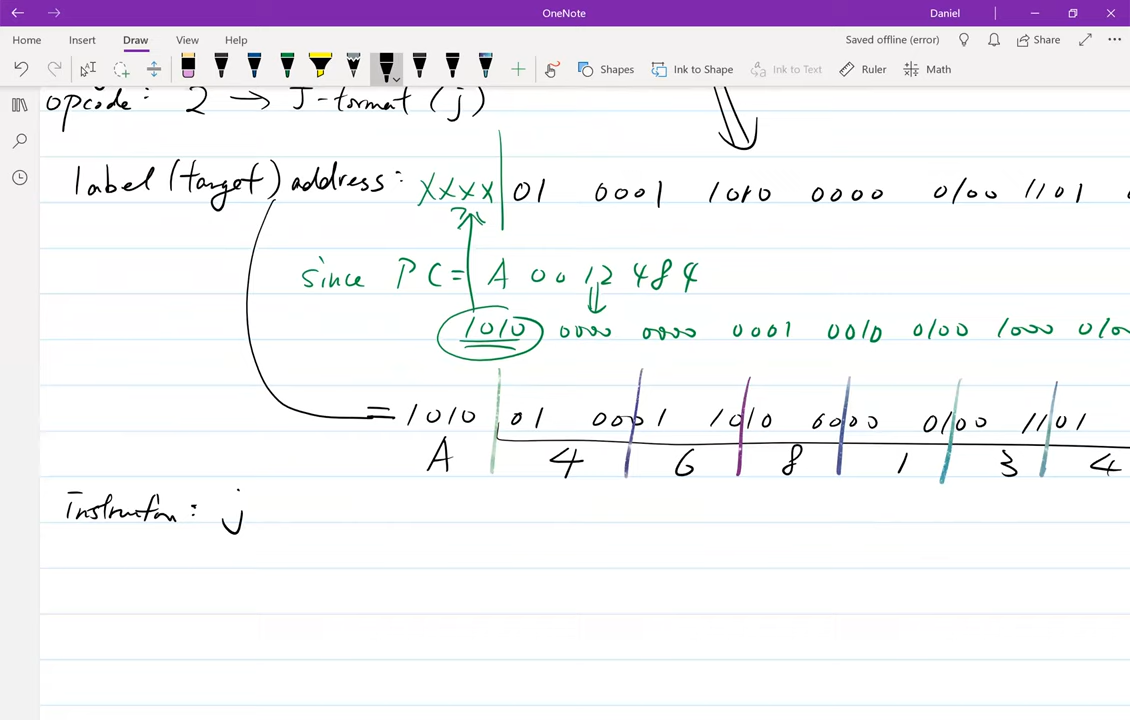 OneNote
Daniel
Home Insert Draw View Help
Saved offline (error) Share
Shapes Ink to Shape Ink to Text Ruler Math
opcode: 2 → J-format (j)
label (target) address: XXXX 01 0001 1010 0000 0100 1101
since PC= A 0012484
1010 0000 0000 0001 0010 0100 1000 0100
= 1010 01 0001 1010 0000 0100 1101
A 4 6 8 1 3 4
Instruction: j